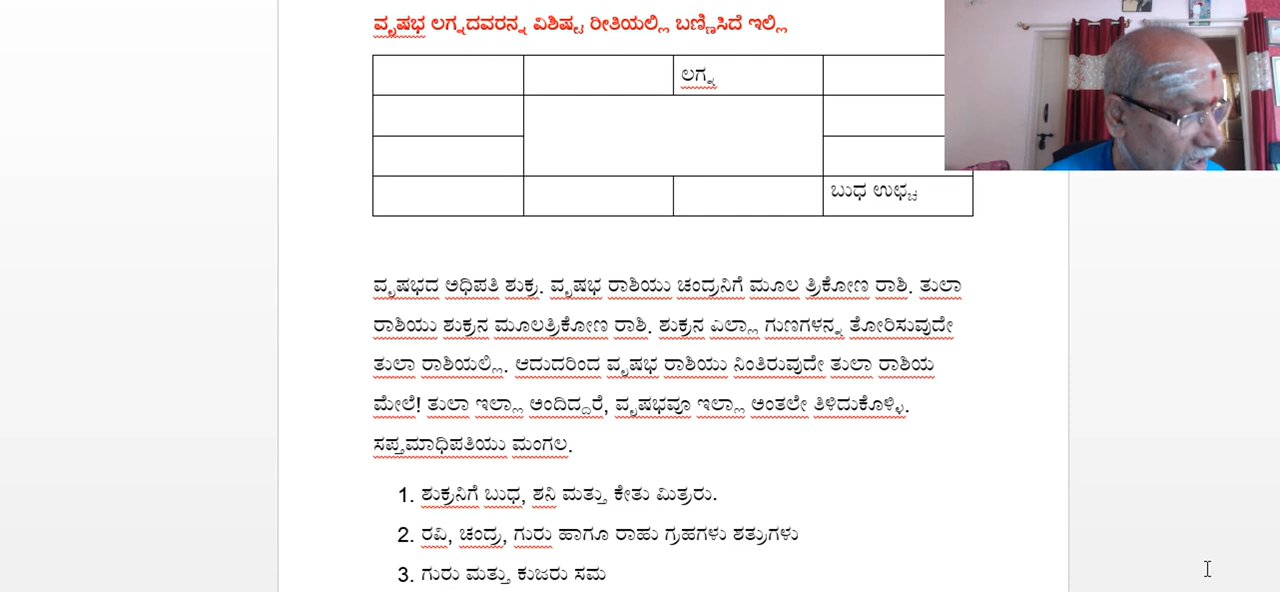 ವೃಷಭ ಲಗ್ನದವರನ್ನ ವಿಶಿಷ್ಟ ರೀತಿಯಲ್ಲಿ ಬಣ್ಣಿಸಿದೆ ಇಲ್ಲಿ
ಲಗ್ನ
ಬುಧ ಉಛ್ಚ
ವೃಷಭದ ಅಧಿಪತಿ ಶುಕ್ರ. ವೃಷಭ ರಾಶಿಯು ಚಂದ್ರನಿಗೆ ಮೂಲ ತ್ರಿಕೋಣ ರಾಶಿ. ತುಲಾ
ರಾಶಿಯು ಶುಕ್ರನ ಮೂಲತ್ರಿಕೋಣ ರಾಶಿ. ಶುಕ್ರನ ಎಲ್ಲಾ ಗುಣಗಳನ್ನ ತೋರಿಸುವುದೇ
ತುಲಾ ರಾಶಿಯಲ್ಲಿ. ಆದುದರಿಂದ ವೃಷಭ ರಾಶಿಯು ನಿಂತಿರುವುದೇ ತುಲಾ ರಾಶಿಯ
ಮೇಲೆ! ತುಲಾ ಇಲ್ಲಾ ಅಂದಿದ್ದರೆ, ವೃಷಭವೂ ಇಲ್ಲಾ ಅಂತಲೇ ತಿಳಿದುಕೊಳ್ಳಿ.
ಸಪ್ತಮಾಧಿಪತಿಯು ಮಂಗಲ.
1. ಶುಕ್ರನಿಗೆ ಬುಧ, ಶನಿ ಮತ್ತು ಕೇತು ಮಿತ್ರರು.
2. ರವಿ, ಚಂದ್ರ, ಗುರು ಹಾಗೂ ರಾಹು ಗ್ರಹಗಳು ಶತ್ರುಗಳು
3. ಗುರು ಮತ್ತು ಕುಜರು ಸಮ